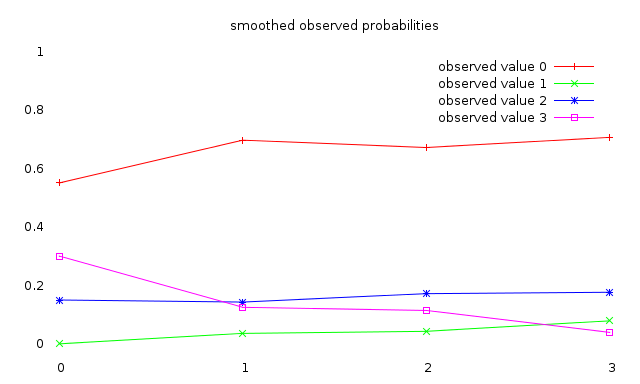 smoothed observed probabilities
1
observed value 0
observed value 1
observed value 2
observed value 3
0.8
0.6
0.4
0.2
0
0 1 2 3